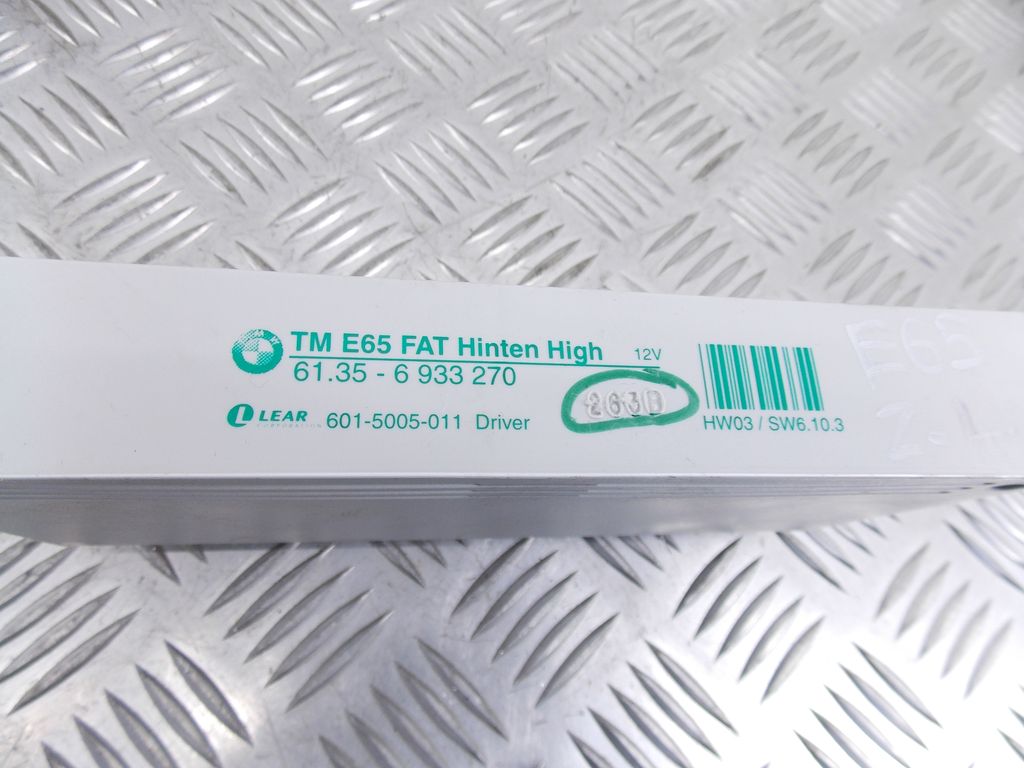 TM E65 FAT Hinten High
12V
61.35 - 6 933 270
263D
LEAR
CORPORATION
601-5005-011 Driver
HW03 / SW6.10.3
E65